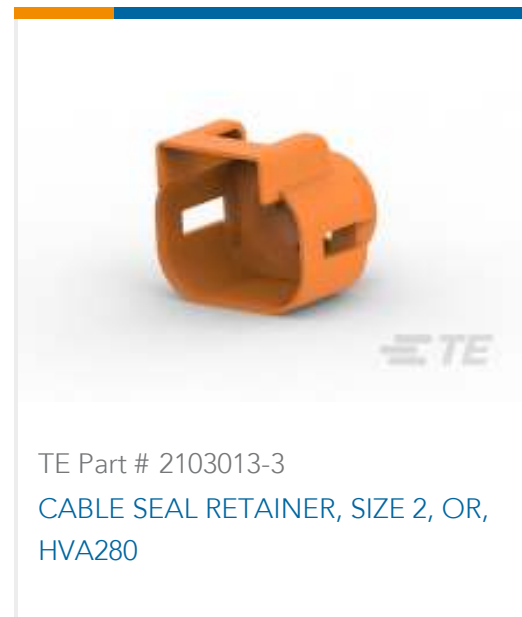 TE
TE Part # 2103013-3
CABLE SEAL RETAINER, SIZE 2, OR,
HVA280